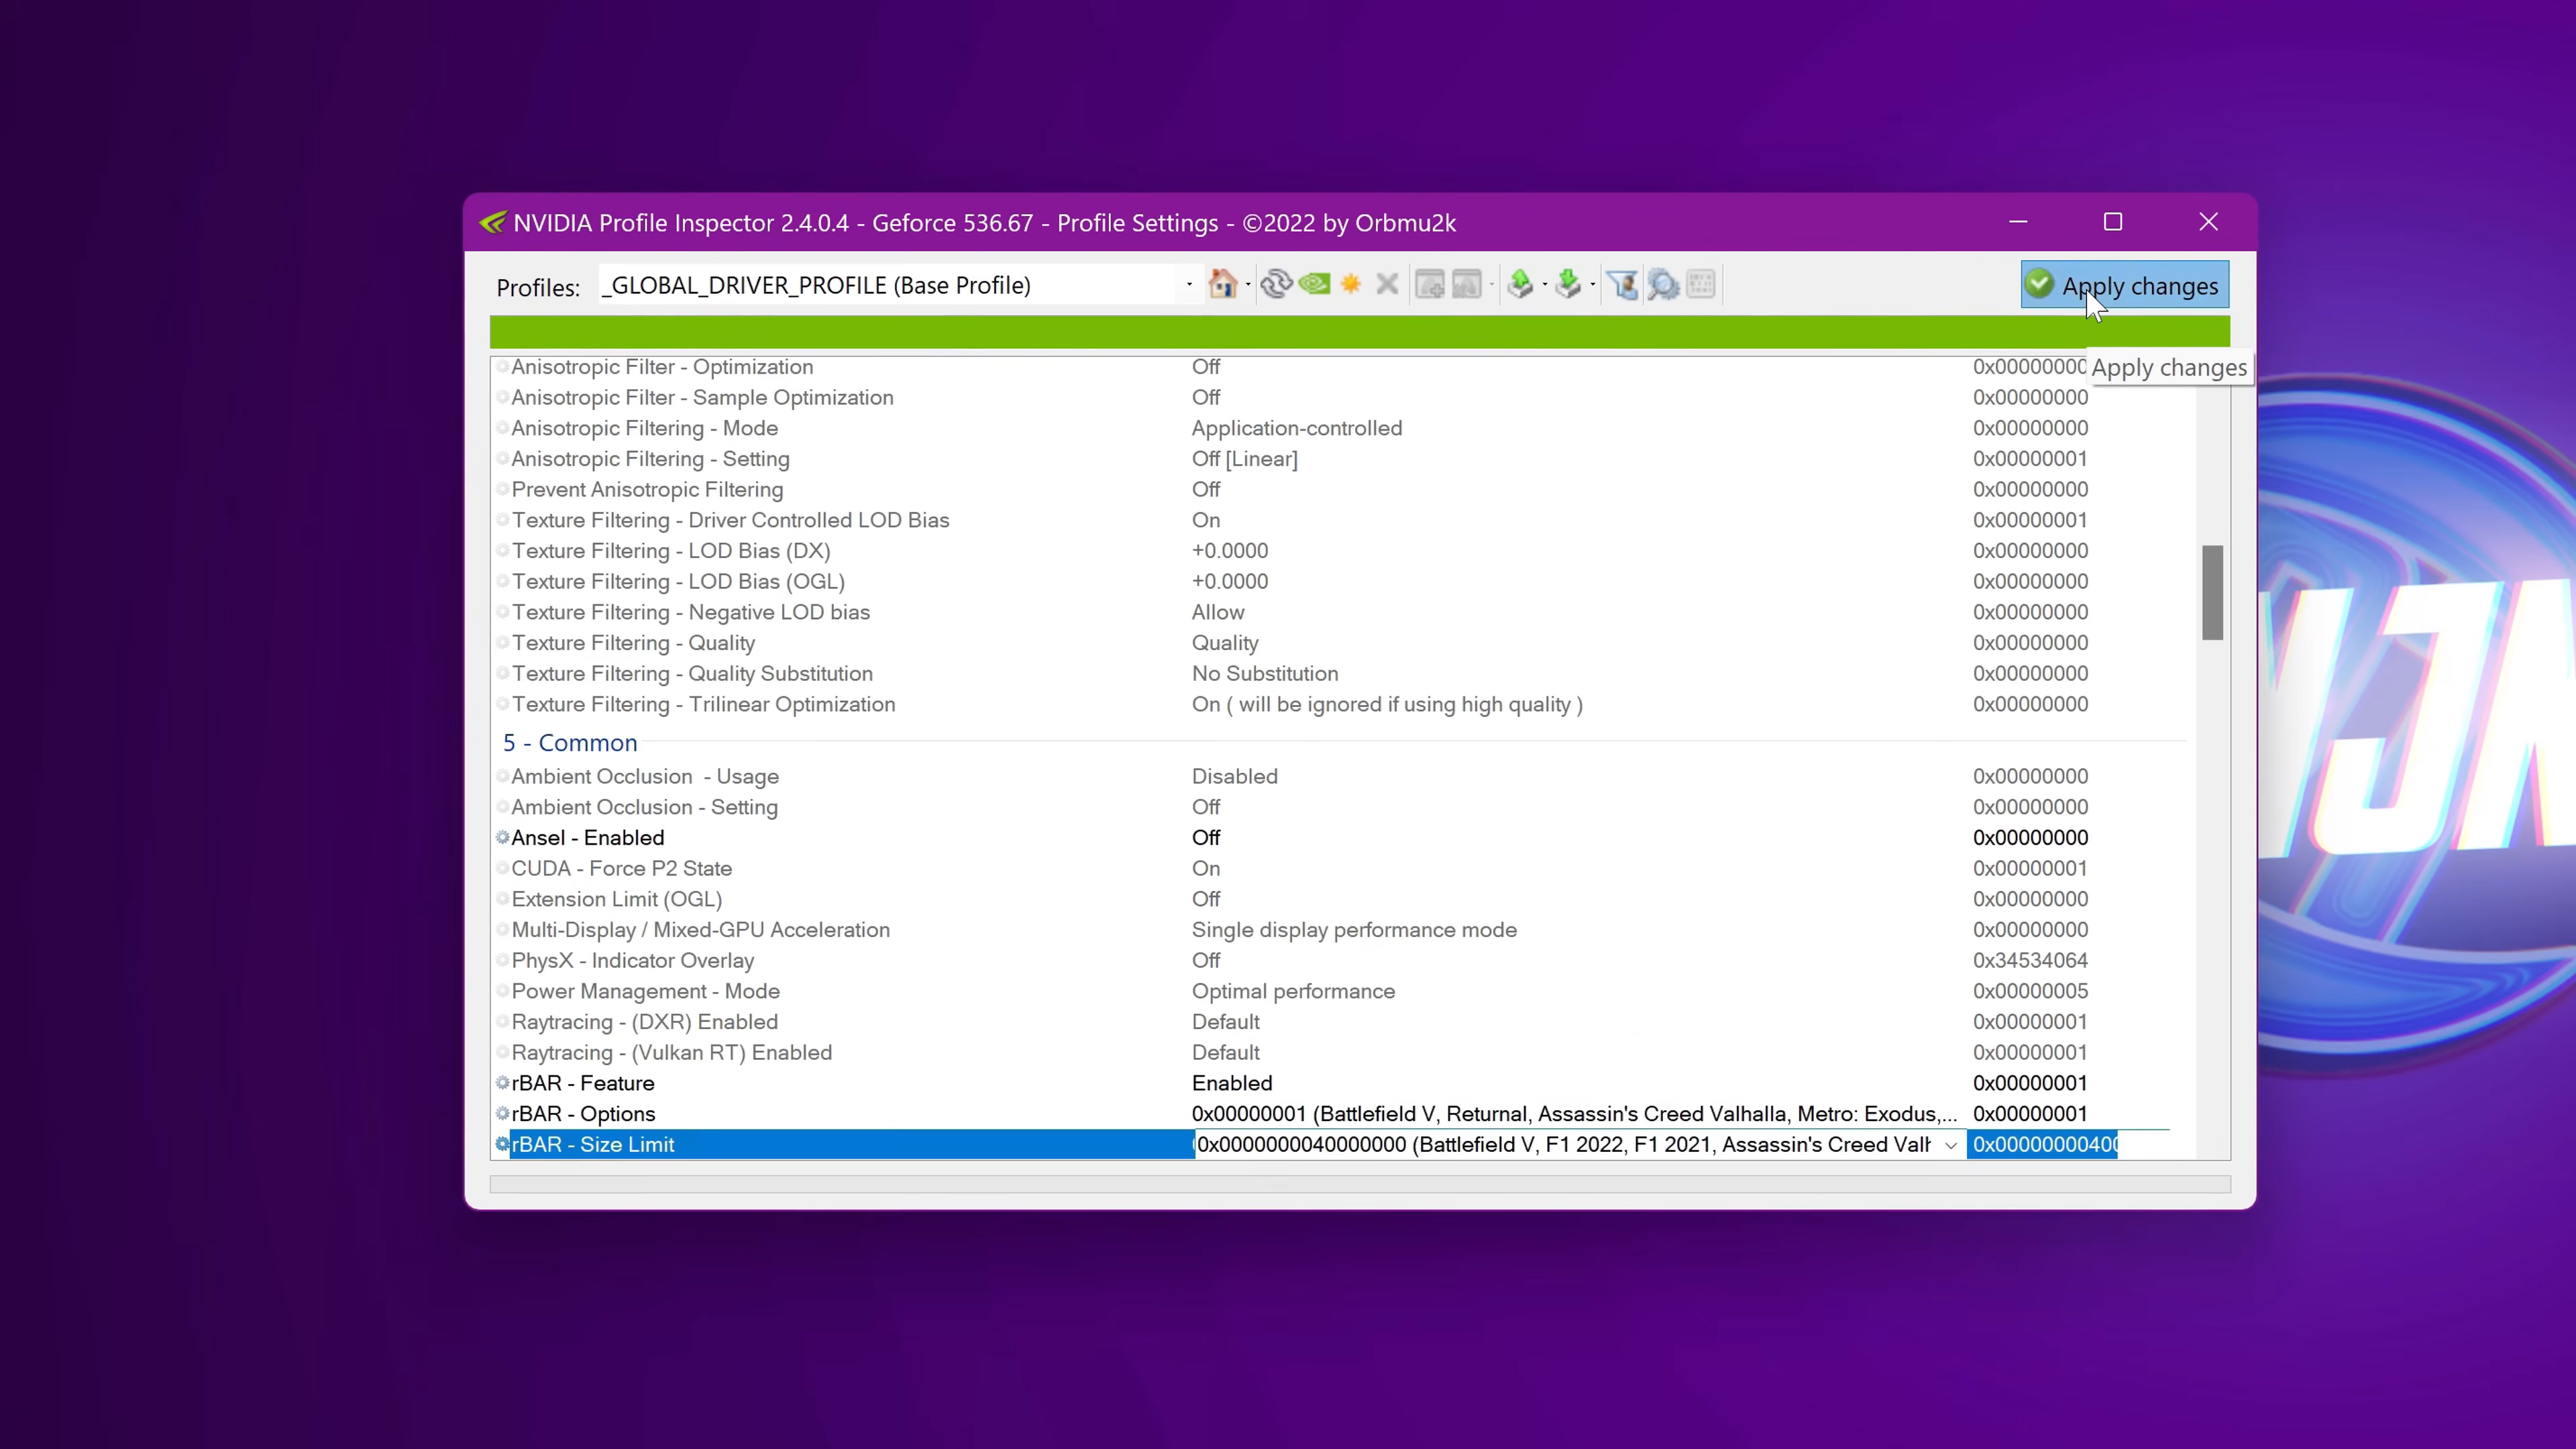 NVIDIA Profile Inspector 2.4.0.4 - Geforce 536.67 - Profile Settings - ©2022 by Orbmu2k
Profiles: _GLOBAL_DRIVER_PROFILE (Base Profile) Apply changes
Apply changes
Anisotropic Filter - Optimization Off 0x00000000
Anisotropic Filter - Sample Optimization Off 0x00000000
Anisotropic Filtering - Mode Application-controlled 0x00000000
Anisotropic Filtering - Setting Off [Linear] 0x00000001
Prevent Anisotropic Filtering Off 0x00000000
Texture Filtering - Driver Controlled LOD Bias On 0x00000001
Texture Filtering - LOD Bias (DX) +0.0000 0x00000000
Texture Filtering - LOD Bias (OGL) +0.0000 0x00000000
Texture Filtering - Negative LOD bias Allow 0x00000000
Texture Filtering - Quality Quality 0x00000000
Texture Filtering - Quality Substitution No Substitution 0x00000000
Texture Filtering - Trilinear Optimization On ( will be ignored if using high quality ) 0x00000000
5 - Common
Ambient Occlusion - Usage Disabled 0x00000000
Ambient Occlusion - Setting Off 0x00000000
Ansel - Enabled Off 0x00000000
CUDA - Force P2 State On 0x00000001
Extension Limit (OGL) Off 0x00000000
Multi-Display / Mixed-GPU Acceleration Single display performance mode 0x00000000
PhysX - Indicator Overlay Off 0x34534064
Power Management - Mode Optimal performance 0x00000005
Raytracing - (DXR) Enabled Default 0x00000001
Raytracing - (Vulkan RT) Enabled Default 0x00000001
rBAR - Feature Enabled 0x00000001
rBAR - Options 0x00000001 (Battlefield V, Returnal, Assassin's Creed Valhalla, Metro: Exodus,... 0x00000001
rBAR - Size Limit 0x0000000040000000 (Battlefield V, F1 2022, F1 2021, Assassin's Creed Valh 0x0000000040